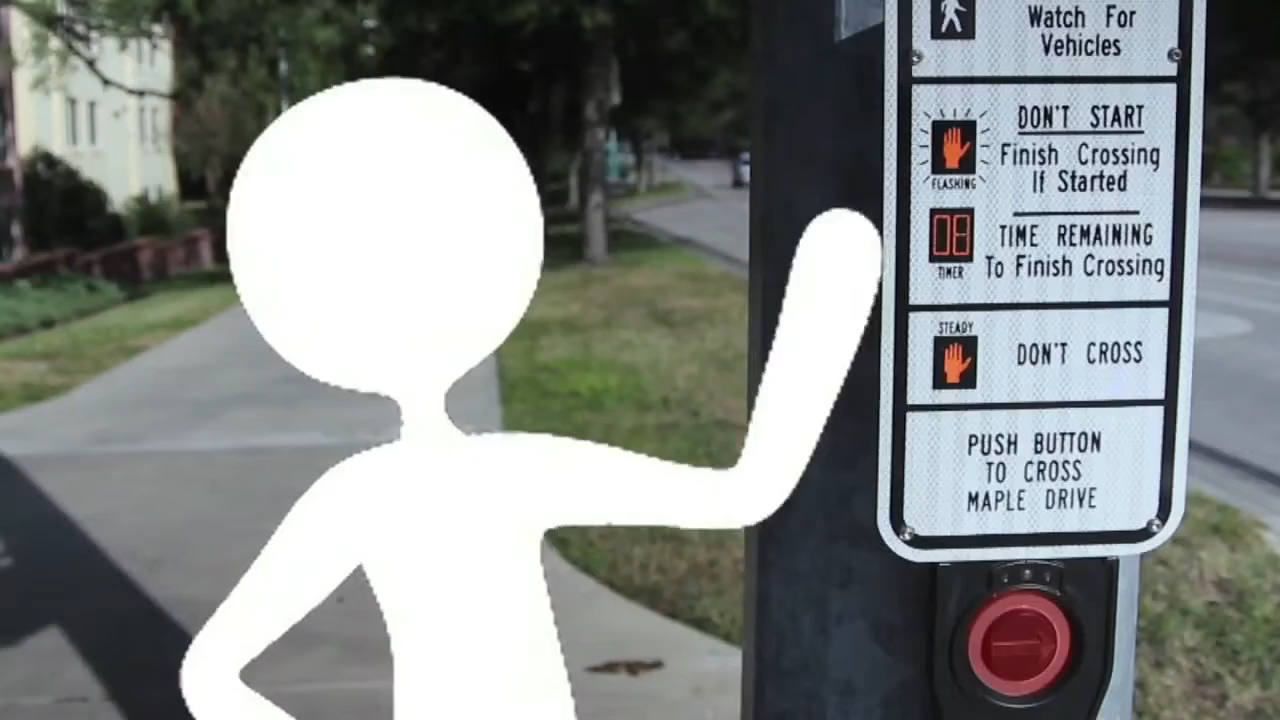 Watch For
Vehicles
DON'T START
Finish Crossing
If Started
FLASHING
08
TIME REMAINING
To Finish Crossing
TIMER
STEADY
DON'T CROSS
PUSH BUTTON
TO CROSS
MAPLE DRIVE